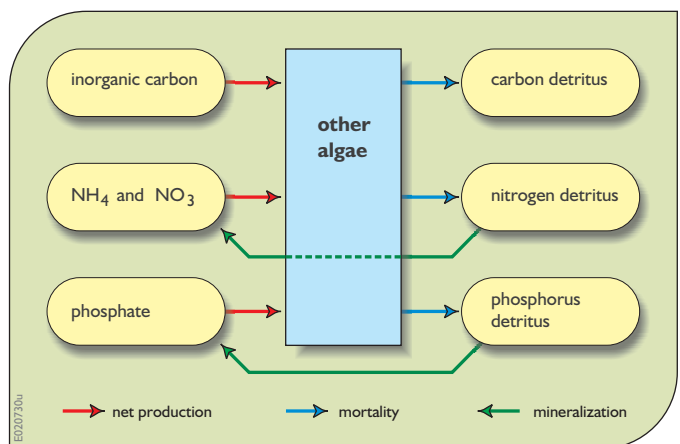 inorganic carbon
other
algae
carbon detritus
NH₄ and NO₃
nitrogen detritus
phosphate
phosphorus
detritus
net production
mortality
mineralization
E020730u